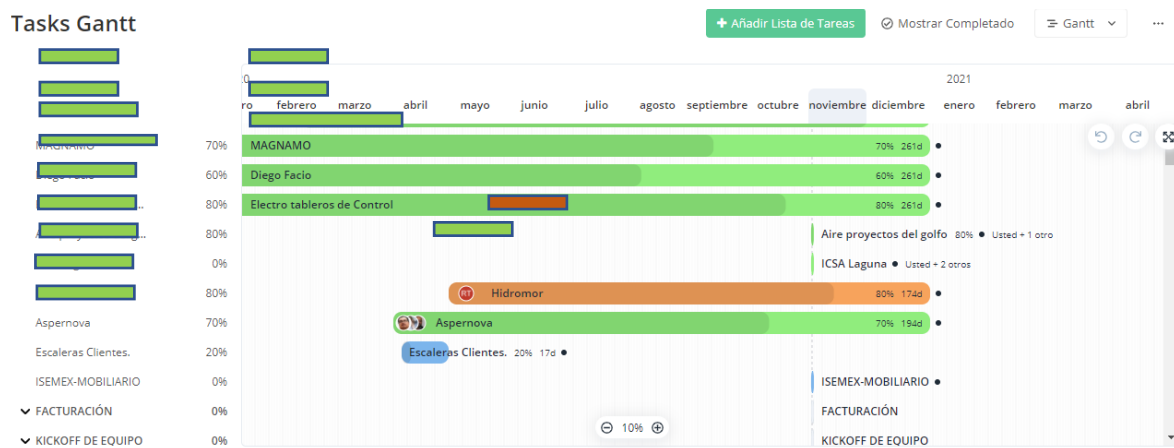 Tasks Gantt
Añadir Lista de Tareas
Mostrar Completado
Gantt
2021
febrero marzo abril mayo junio julio agosto septiembre octubre noviembre diciembre enero febrero marzo abril
MAGNAMO 70% MAGNAMO 70% 261d
60% Diego Facio 60% 261d
80% Electro tableros de Control 80% 261d
80% Aire proyectos del golfo 80% Usted + 1 otro
0% ICSA Laguna Usted + 2 otros
80% RT Hidromor 80% 174d
Aspernova 70% Aspernova 70% 194d
Escaleras Clientes. 20% Escaleras Clientes. 20% 17d
ISEMEX-MOBILIARIO 0% ISEMEX-MOBILIARIO
FACTURACIÓN 0% FACTURACIÓN
10%
KICKOFF DE EQUIPO 0% KICKOFF DE EQUIPO